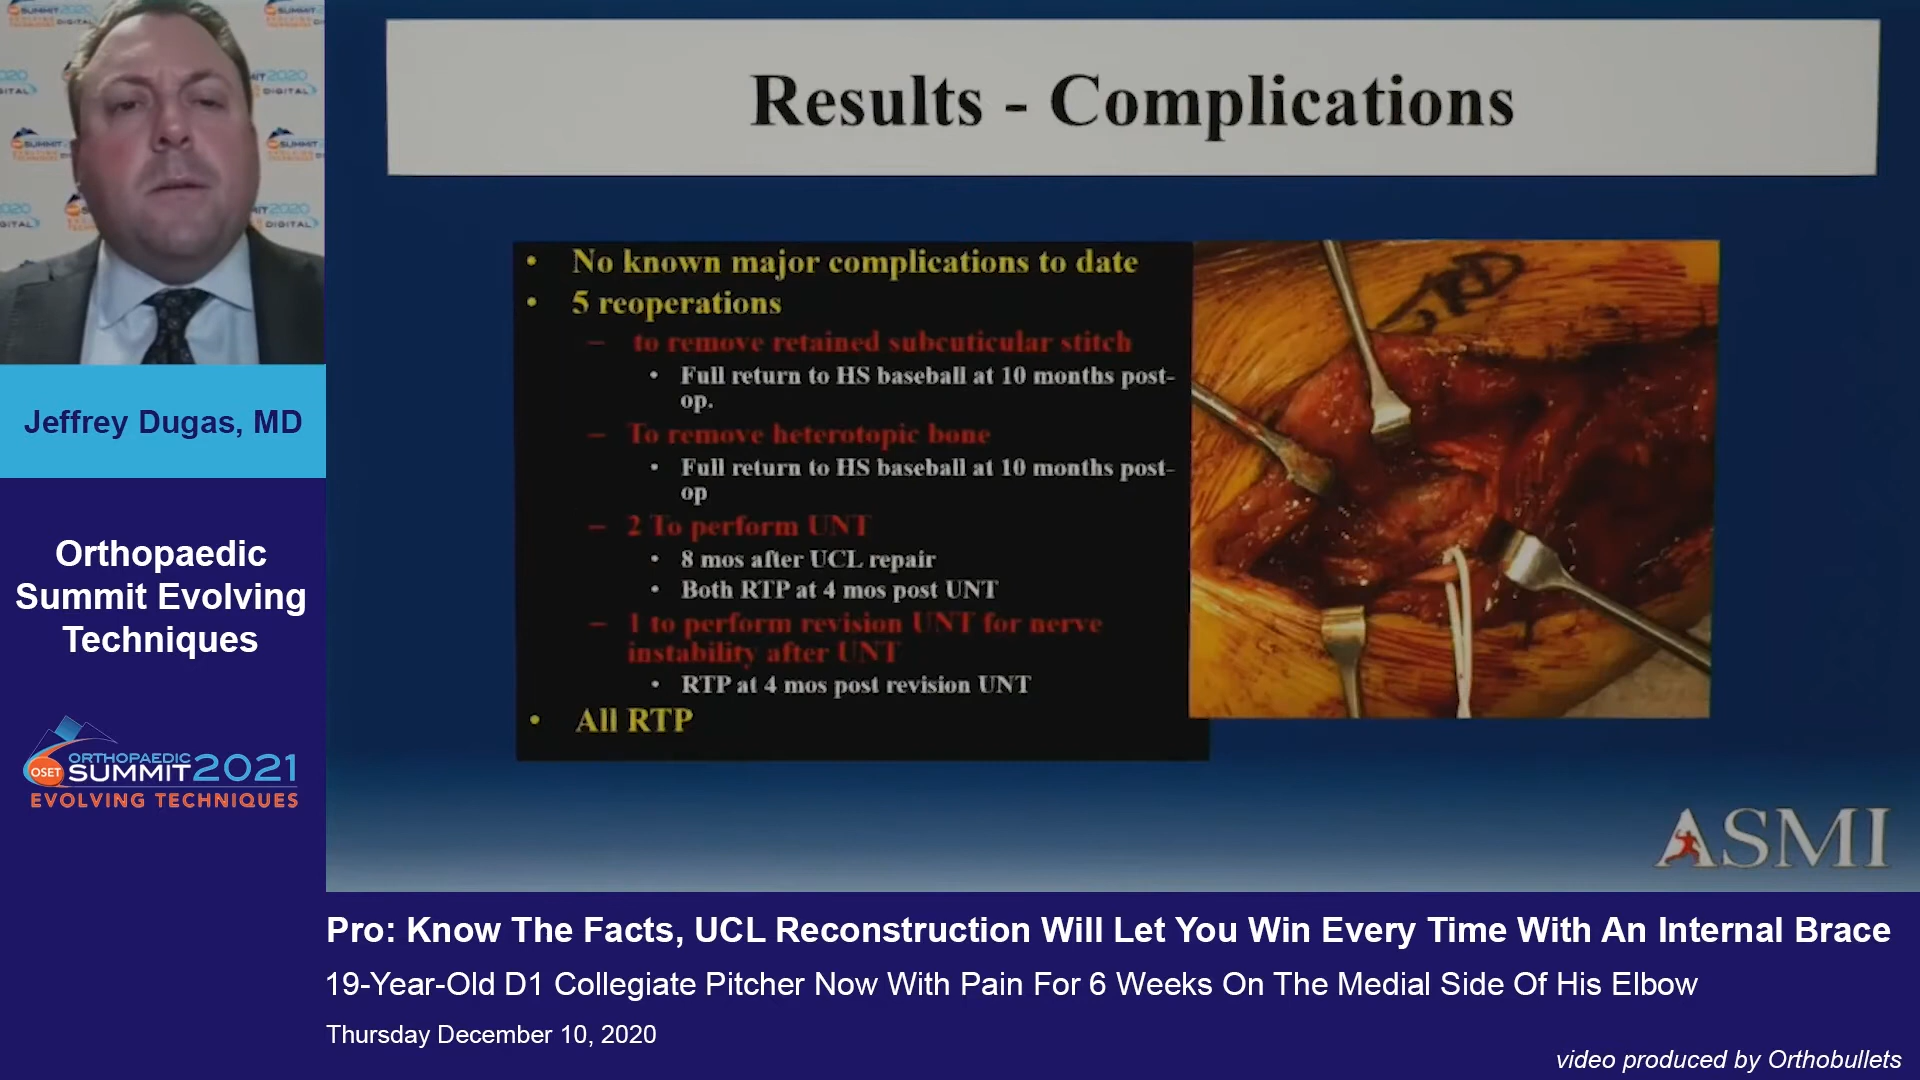 Results - Complications
• No known major complications to date
• 5 reoperations
– to remove retained subcuticular stitch
• Full return to HS baseball at 10 months post-
op.
– To remove heterotopic bone
• Full return to HS baseball at 10 months post-
op
– 2 To perform UNT
• 8 mos after UCL repair
• Both RTP at 4 mos post UNT
– 1 to perform revision UNT for nerve
instability after UNT
• RTP at 4 mos post revision UNT
• All RTP
ASMI
Jeffrey Dugas, MD
Orthopaedic
Summit Evolving
Techniques
OSET
ORTHOPAEDIC
SUMMIT 2021
EVOLVING TECHNIQUES
Pro: Know The Facts, UCL Reconstruction Will Let You Win Every Time With An Internal Brace
19-Year-Old D1 Collegiate Pitcher Now With Pain For 6 Weeks On The Medial Side Of His Elbow
Thursday December 10, 2020
video produced by Orthobullets